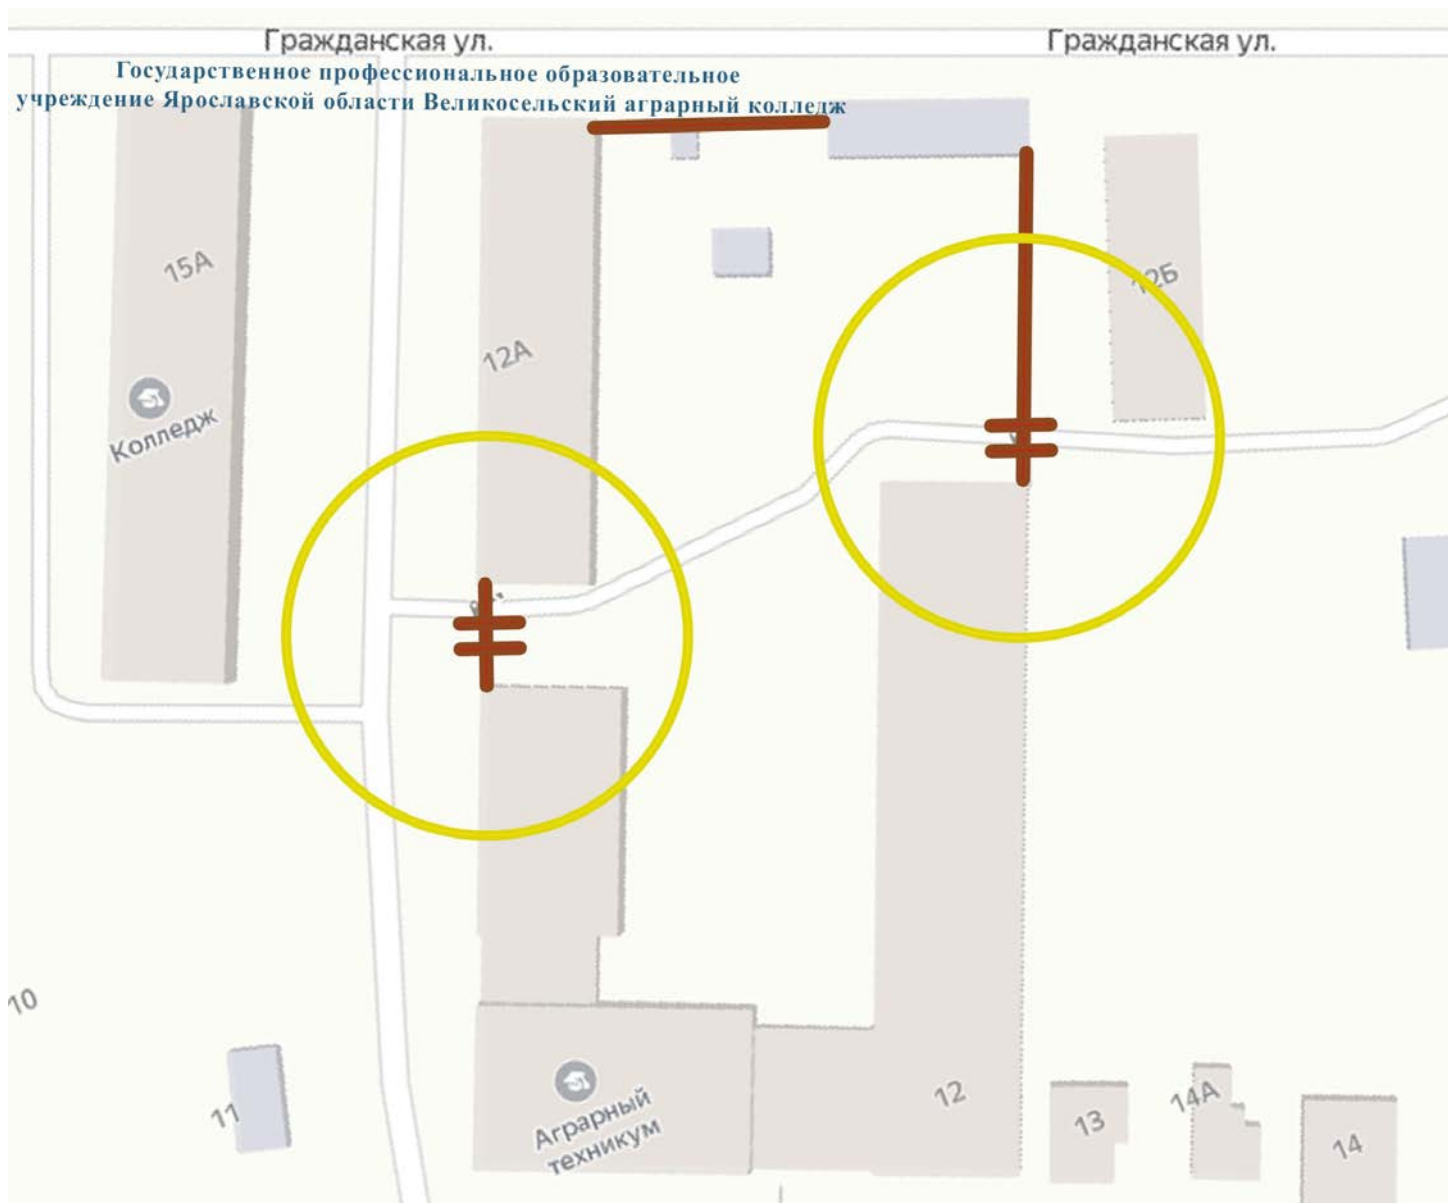 Гражданская ул.
Гражданская ул.
Государственное профессиональное образовательное
учреждение Ярославской области Великосельский аграрный колледж
15А
12А
12Б
Колледж
10
11
Аграрный
техникум
12
13
14А
14